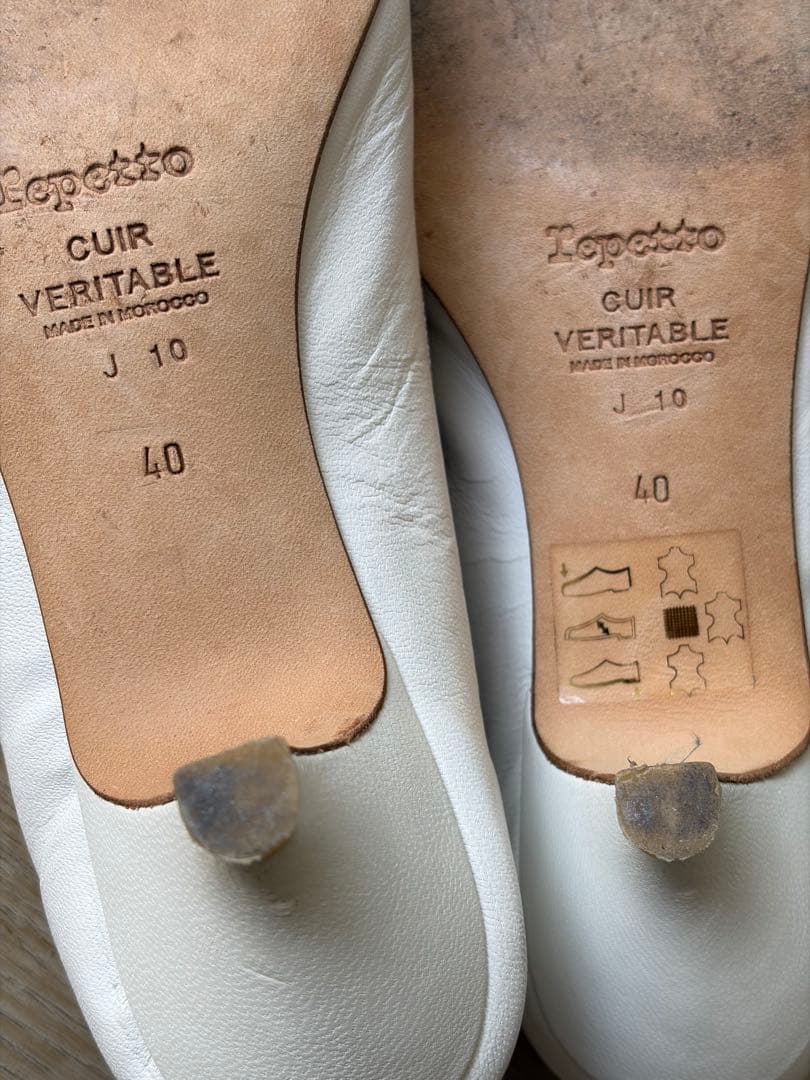 repetto
CUIR
VERITABLE
MADE IN MOROCCO
J 10
40
repetto
CUIR
VERITABLE
MADE IN MOROCCO
J 10
40